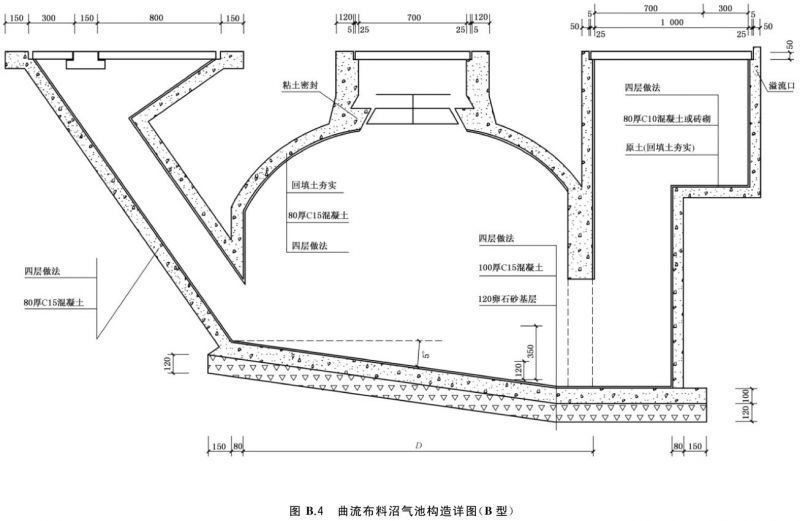 150 300 150 800 150
120 700 120
5 25 25 5
700 300
5 1 000 5
50 25 25 50
50
粘土密封
溢流口
四层做法
80厚C10混凝土或砖砌
原土(回填土夯实)
回填土夯实
80厚C15混凝土
四层做法
四层做法
100厚C15混凝土
120卵石砂基层
四层做法
80厚C15混凝土
5°
350
120
120
100
120
150 80 D 80 150
图 B.4 曲流布料沼气池构造详图(B 型)